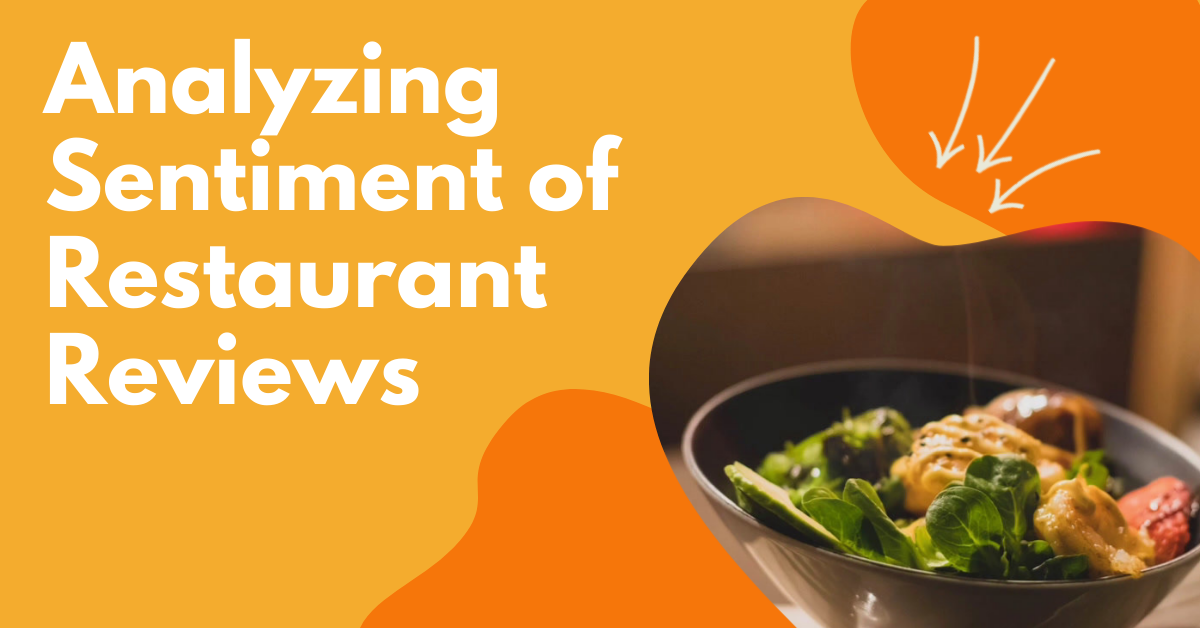 Analyzing
Sentiment of
Restaurant
Reviews